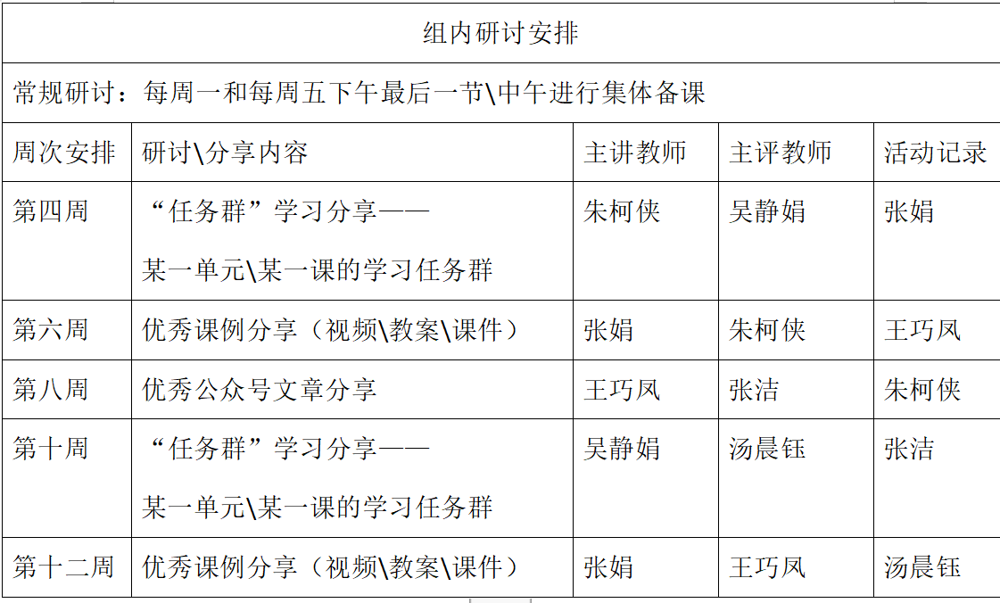 组内研讨安排
常规研讨：每周一和每周五下午最后一节\中午进行集体备课
周次安排 研讨\分享内容 主讲教师 主评教师 活动记录
第四周 “任务群”学习分享—— 朱柯侠 吴静娟 张娟
某一单元\某一课的学习任务群
第六周 优秀课例分享（视频\教案\课件） 张娟 朱柯侠 王巧凤
第八周 优秀公众号文章分享 王巧凤 张洁 朱柯侠
第十周 “任务群”学习分享—— 吴静娟 汤晨钰 张洁
某一单元\某一课的学习任务群
第十二周 优秀课例分享（视频\教案\课件） 张娟 王巧凤 汤晨钰